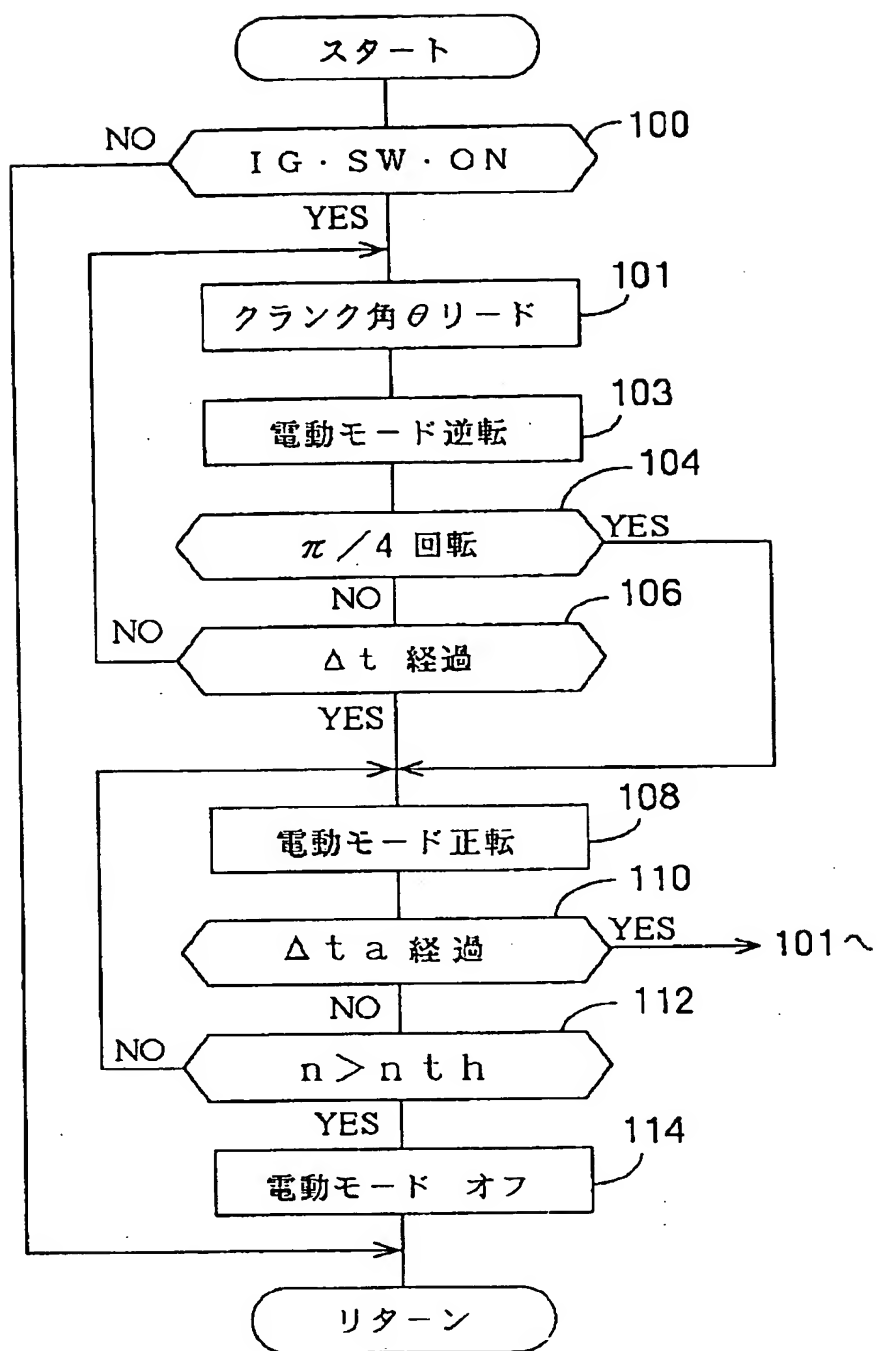 スタート
100
NO
IG・SW・ON
YES
101
クランク角θリード
103
電動モード逆転
104
π/4 回転
YES
NO
106
NO
Δt 経過
YES
108
電動モード正転
110
Δta 経過
YES
101へ
NO
112
NO
n>nth
YES
114
電動モード オフ
リターン